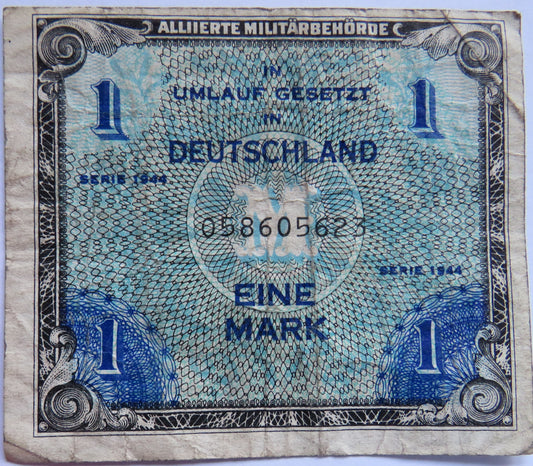 ALLIIERTE MILITÄRBEHÖRDE
1 IN 1
UMLAUF GESETZT
IN
DEUTSCHLAND
SERIE 1944
M
058605623
SERIE 1944
EINE
1 MARK 1